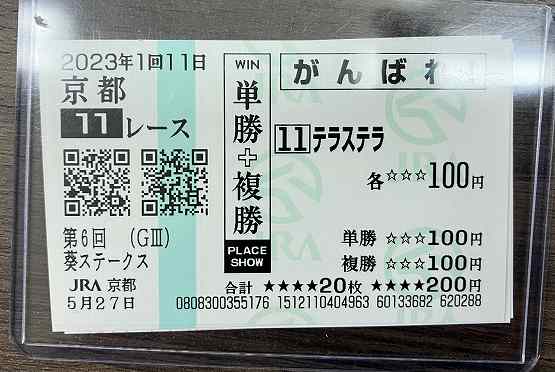 2023年1回11日
京都
11 レース
第6回 (GⅢ)
葵ステークス
JRA 京都
5月27日
WIN
単勝+複勝
PLACE
SHOW
がんばれ!
11 テラステラ
各☆☆☆100円
単勝 ☆☆☆100円
複勝 ☆☆☆100円
合計 ★★★★20枚 ★★★★200円
0808300355176 1512110404963 60133682 620288
JRA
JRA